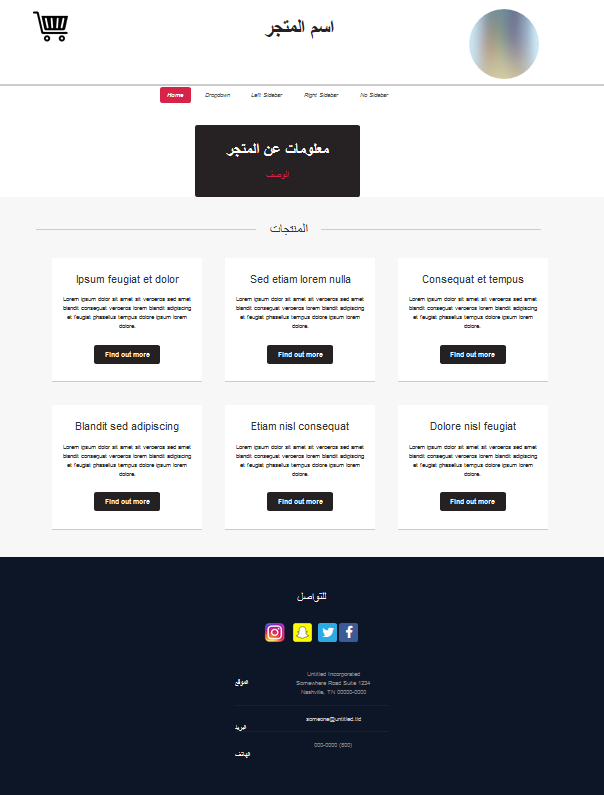 اسم المتجر
Home Dropdown Left Sidebar Right Sidebar No Sidebar
معلومات عن المتجر
الوصف
المنتجات
Ipsum feugiat et dolor
Lorem ipsum dolor sit amet sit veroeros sed amet
blandit consequat veroeros lorem blandit adipiscing
et feugiat phasellus tempus dolore ipsum lorem
dolore.
Find out more
Sed etiam lorem nulla
Lorem ipsum dolor sit amet sit veroeros sed amet
blandit consequat veroeros lorem blandit adipiscing
et feugiat phasellus tempus dolore ipsum lorem
dolore.
Find out more
Consequat et tempus
Lorem ipsum dolor sit amet sit veroeros sed amet
blandit consequat veroeros lorem blandit adipiscing
et feugiat phasellus tempus dolore ipsum lorem
dolore.
Find out more
Blandit sed adipiscing
Lorem ipsum dolor sit amet sit veroeros sed amet
blandit consequat veroeros lorem blandit adipiscing
et feugiat phasellus tempus dolore ipsum lorem
dolore.
Find out more
Etiam nisl consequat
Lorem ipsum dolor sit amet sit veroeros sed amet
blandit consequat veroeros lorem blandit adipiscing
et feugiat phasellus tempus dolore ipsum lorem
dolore.
Find out more
Dolore nisl feugiat
Lorem ipsum dolor sit amet sit veroeros sed amet
blandit consequat veroeros lorem blandit adipiscing
et feugiat phasellus tempus dolore ipsum lorem
dolore.
Find out more
للتواصل
الموقع
Untitled Incorporated
Somewhere Road Suite 1234
Nashville, TN 00000-0000
البريد
someone@untitled.tld
الهاتف
000-0000 (800)